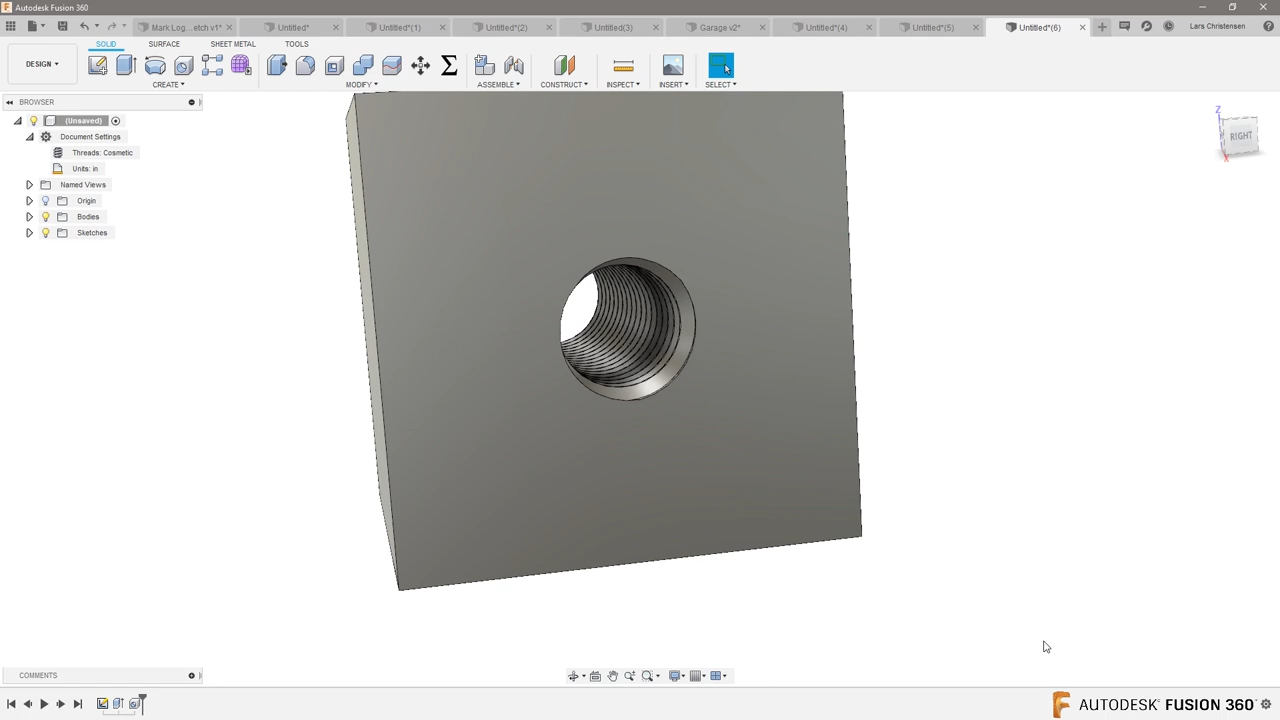 Autodesk Fusion 360
Mark Log...etch v1* Untitled* Untitled*(1) Untitled*(2) Untitled(3) Garage v2* Untitled*(4) Untitled*(5) Untitled*(6) Lars Christensen
SOLID SURFACE SHEET METAL TOOLS
DESIGN
CREATE MODIFY ASSEMBLE CONSTRUCT INSPECT INSERT SELECT
BROWSER
(Unsaved)
Document Settings
Threads: Cosmetic
Units: in
Named Views
Origin
Bodies
Sketches
Z
RIGHT
X
COMMENTS
AUTODESK® FUSION 360™